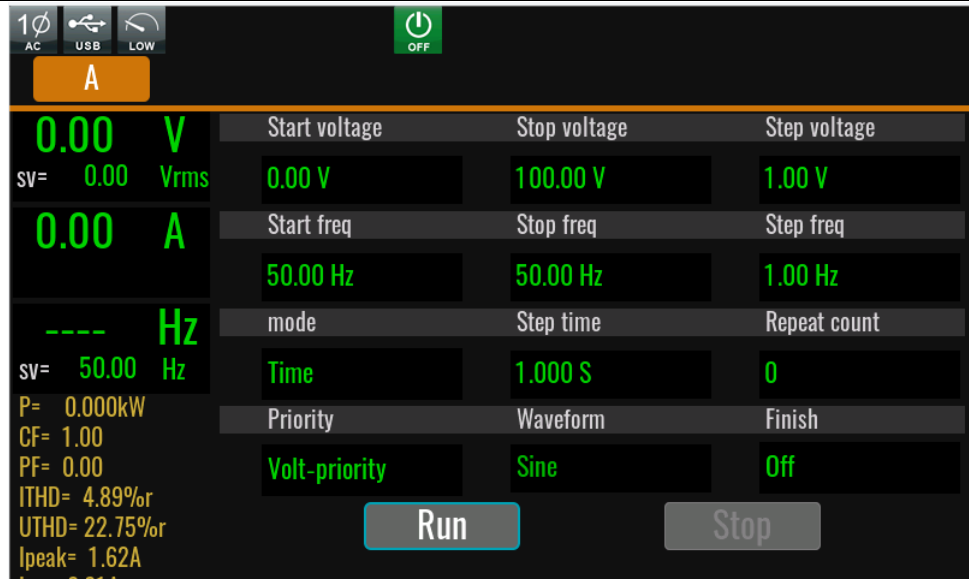 1Ø
AC
USB
LOW
OFF
A
0.00 V
sv= 0.00 Vrms
0.00 A
---- Hz
sv= 50.00 Hz
P= 0.000kW
CF= 1.00
PF= 0.00
ITHD= 4.89%r
UTHD= 22.75%r
Ipeak= 1.62A
Start voltage Stop voltage Step voltage
0.00 V 100.00 V 1.00 V
Start freq Stop freq Step freq
50.00 Hz 50.00 Hz 1.00 Hz
mode Step time Repeat count
Time 1.000 S 0
Priority Waveform Finish
Volt-priority Sine Off
Run Stop